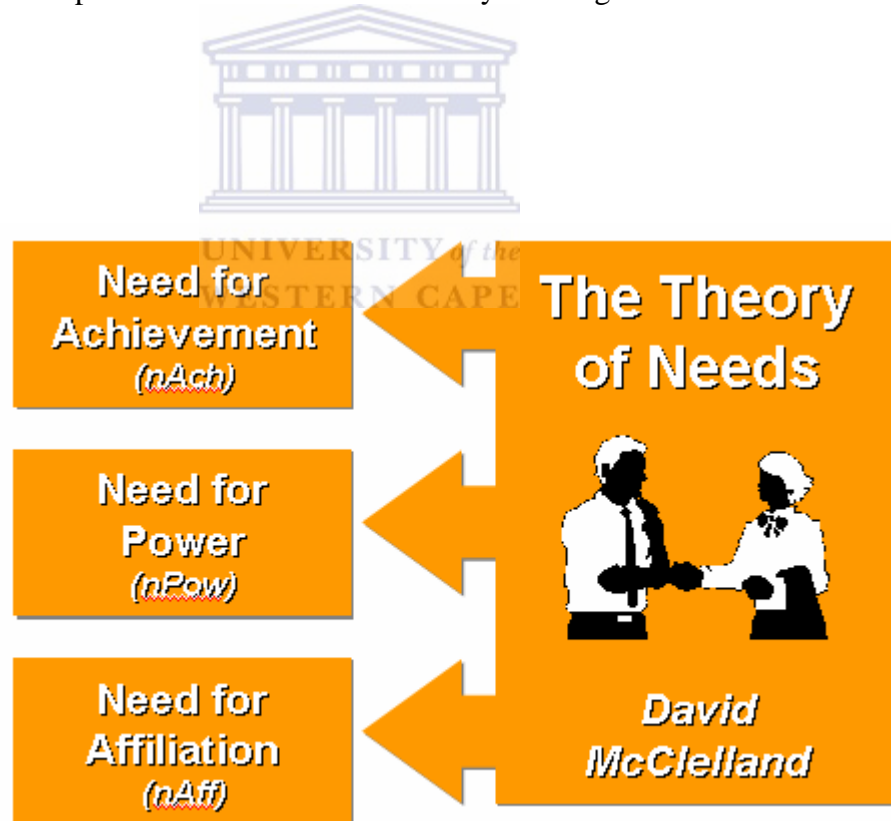 UNIVERSITY of the
WESTERN CAPE
Need for
Achievement
(nAch)
Need for
Power
(nPow)
Need for
Affiliation
(nAff)
The Theory
of Needs
David
McClelland